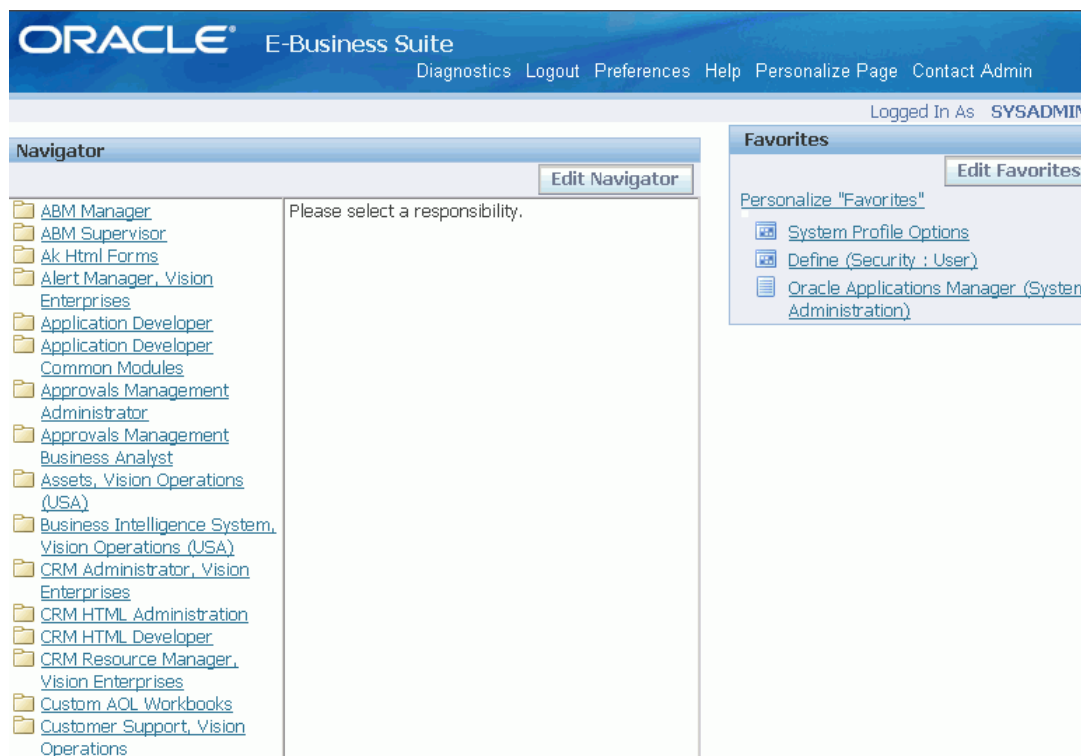 ORACLE® E-Business Suite
Diagnostics Logout Preferences Help Personalize Page Contact Admin
Logged In As SYSADMIN
Navigator
Edit Navigator
ABM Manager
ABM Supervisor
Ak Html Forms
Alert Manager, Vision
Enterprises
Application Developer
Application Developer
Common Modules
Approvals Management
Administrator
Approvals Management
Business Analyst
Assets, Vision Operations
(USA)
Business Intelligence System,
Vision Operations (USA)
CRM Administrator, Vision
Enterprises
CRM HTML Administration
CRM HTML Developer
CRM Resource Manager,
Vision Enterprises
Custom AOL Workbooks
Customer Support, Vision
Operations
Please select a responsibility.
Favorites
Edit Favorites
Personalize "Favorites"
System Profile Options
Define (Security : User)
Oracle Applications Manager (System
Administration)